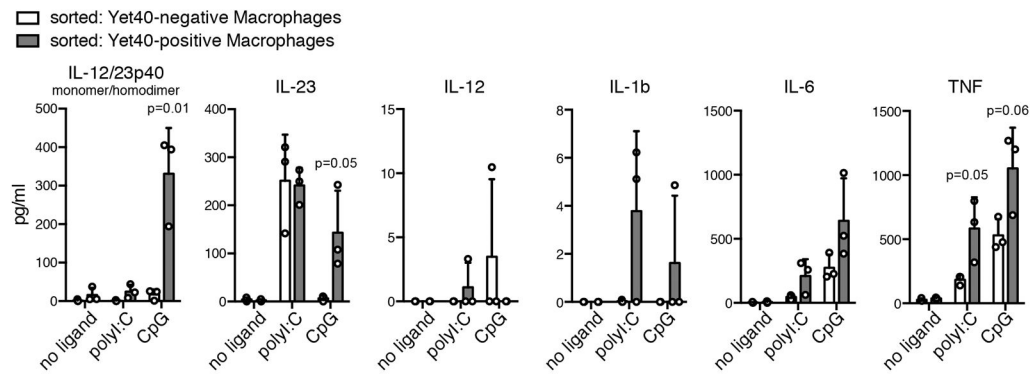 sorted: Yet40-negative Macrophages
sorted: Yet40-positive Macrophages
IL-12/23p40
monomer/homodimer
pg/ml
500
400
300
200
100
0
p=0.01
no ligand
polyI:C
CpG
IL-23
400
300
200
100
0
p=0.05
no ligand
polyI:C
CpG
IL-12
15
10
5
0
no ligand
polyI:C
CpG
IL-1b
8
6
4
2
0
no ligand
polyI:C
CpG
IL-6
1500
1000
500
0
no ligand
polyI:C
CpG
TNF
1500
1000
500
0
p=0.05
p=0.06
no ligand
polyI:C
CpG